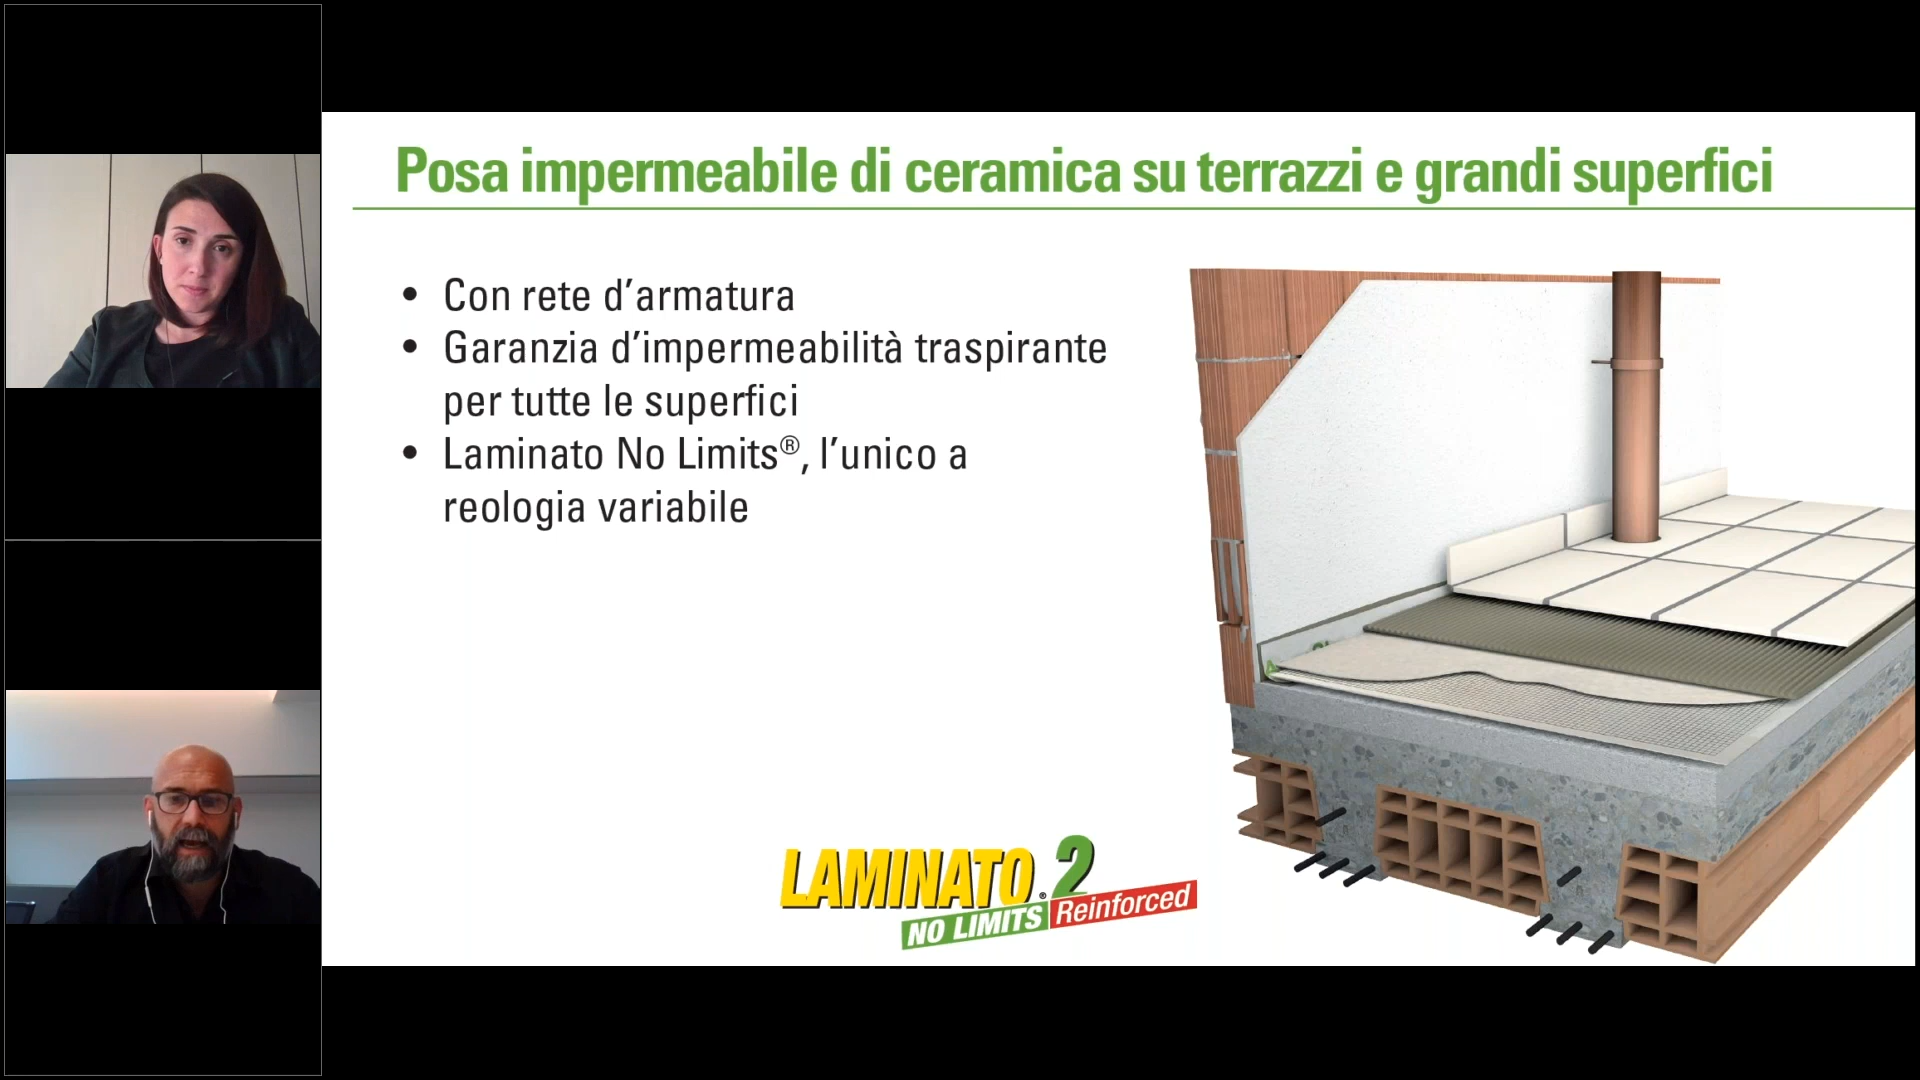 Posa impermeabile di ceramica su terrazzi e grandi superfici
• Con rete d’armatura
• Garanzia d’impermeabilità traspirante
per tutte le superfici
• Laminato No Limits®, l’unico a
reologia variabile
LAMINATO® 2
NO LIMITS Reinforced